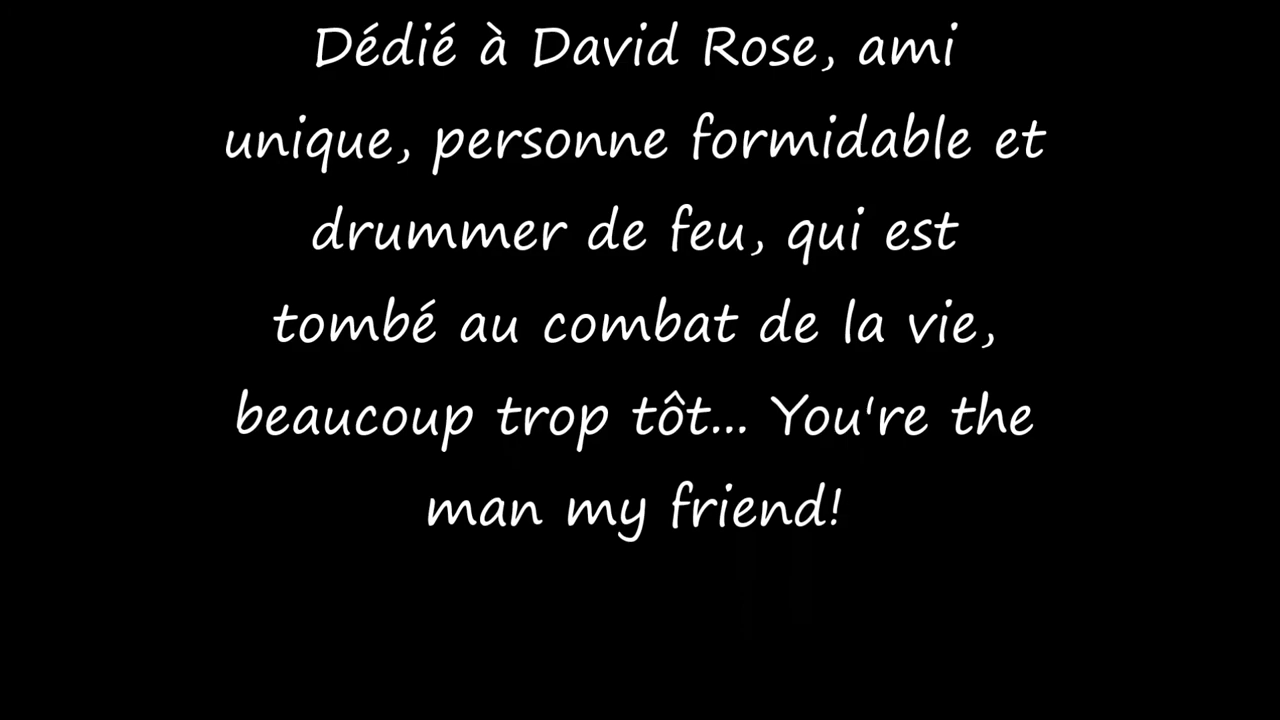 Dédié à David Rose, ami
unique, personne formidable et
drummer de feu, qui est
tombé au combat de la vie,
beaucoup trop tôt... You're the
man my friend!